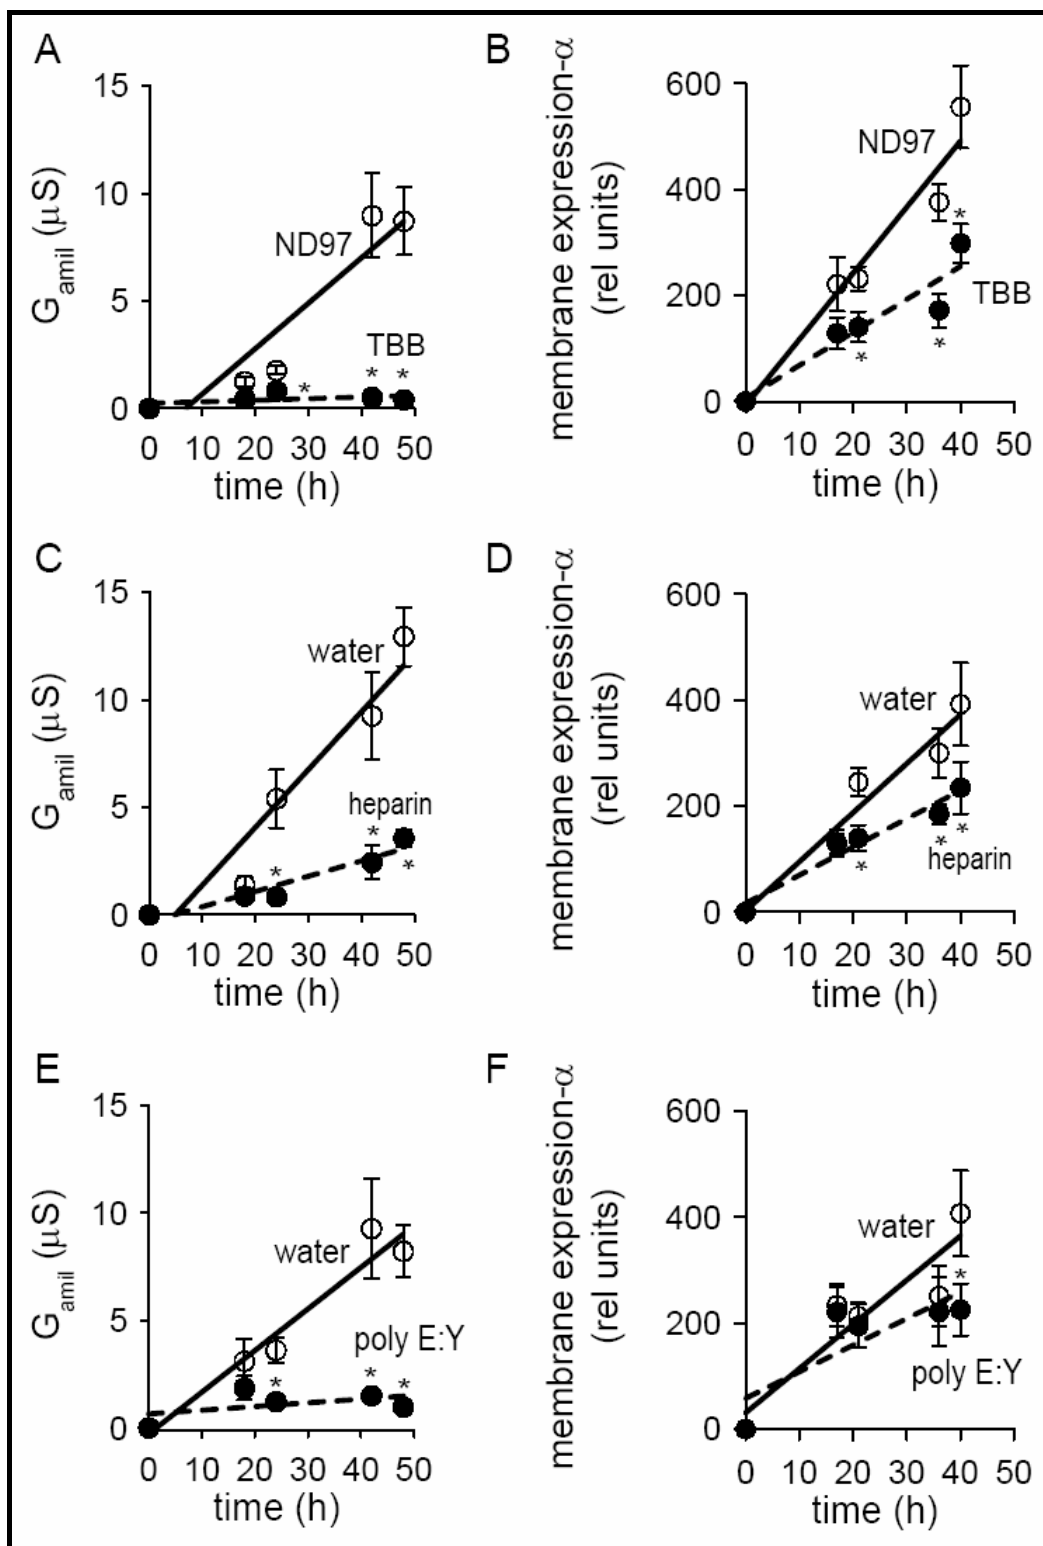 A
G_amil (µS)
15
10
5
0
ND97
TBB
*
*
*
0 10 20 30 40 50
time (h)
B
membrane expression-α
(rel units)
600
400
200
0
ND97
*
TBB
*
*
0 10 20 30 40 50
time (h)
C
G_amil (µS)
15
10
5
0
water
heparin
*
*
*
0 10 20 30 40 50
time (h)
D
membrane expression-α
(rel units)
600
400
200
0
water
*
*
*
heparin
0 10 20 30 40 50
time (h)
E
G_amil (µS)
15
10
5
0
water
poly E:Y
*
*
*
0 10 20 30 40 50
time (h)
F
membrane expression-α
(rel units)
600
400
200
0
water
*
poly E:Y
0 10 20 30 40 50
time (h)